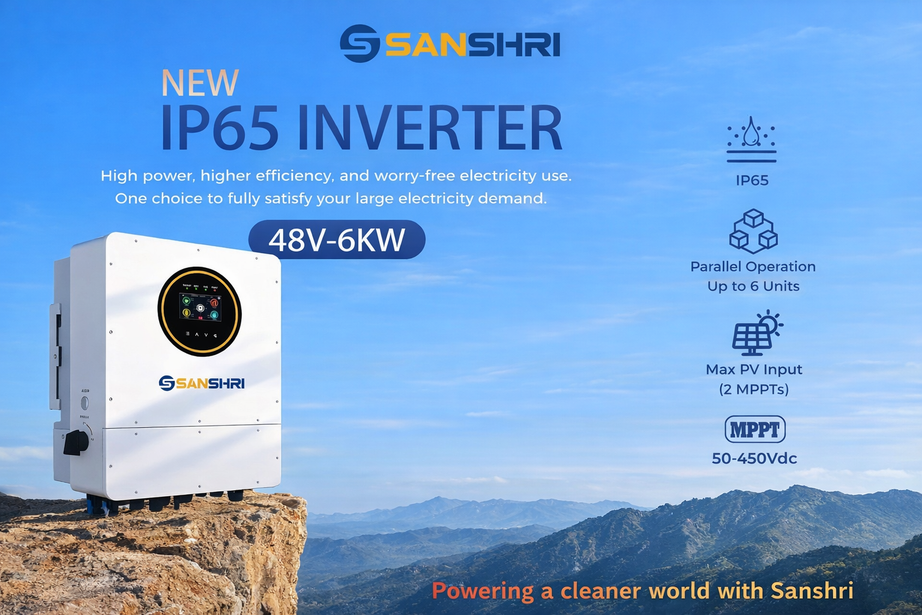 SANSHRI
NEW
IP65 INVERTER
High power, higher efficiency, and worry-free electricity use.
One choice to fully satisfy your large electricity demand.
48V-6KW
SANSHRI
IP65
Parallel Operation
Up to 6 Units
Max PV Input
(2 MPPTs)
MPPT
50-450Vdc
Powering a cleaner world with Sanshri